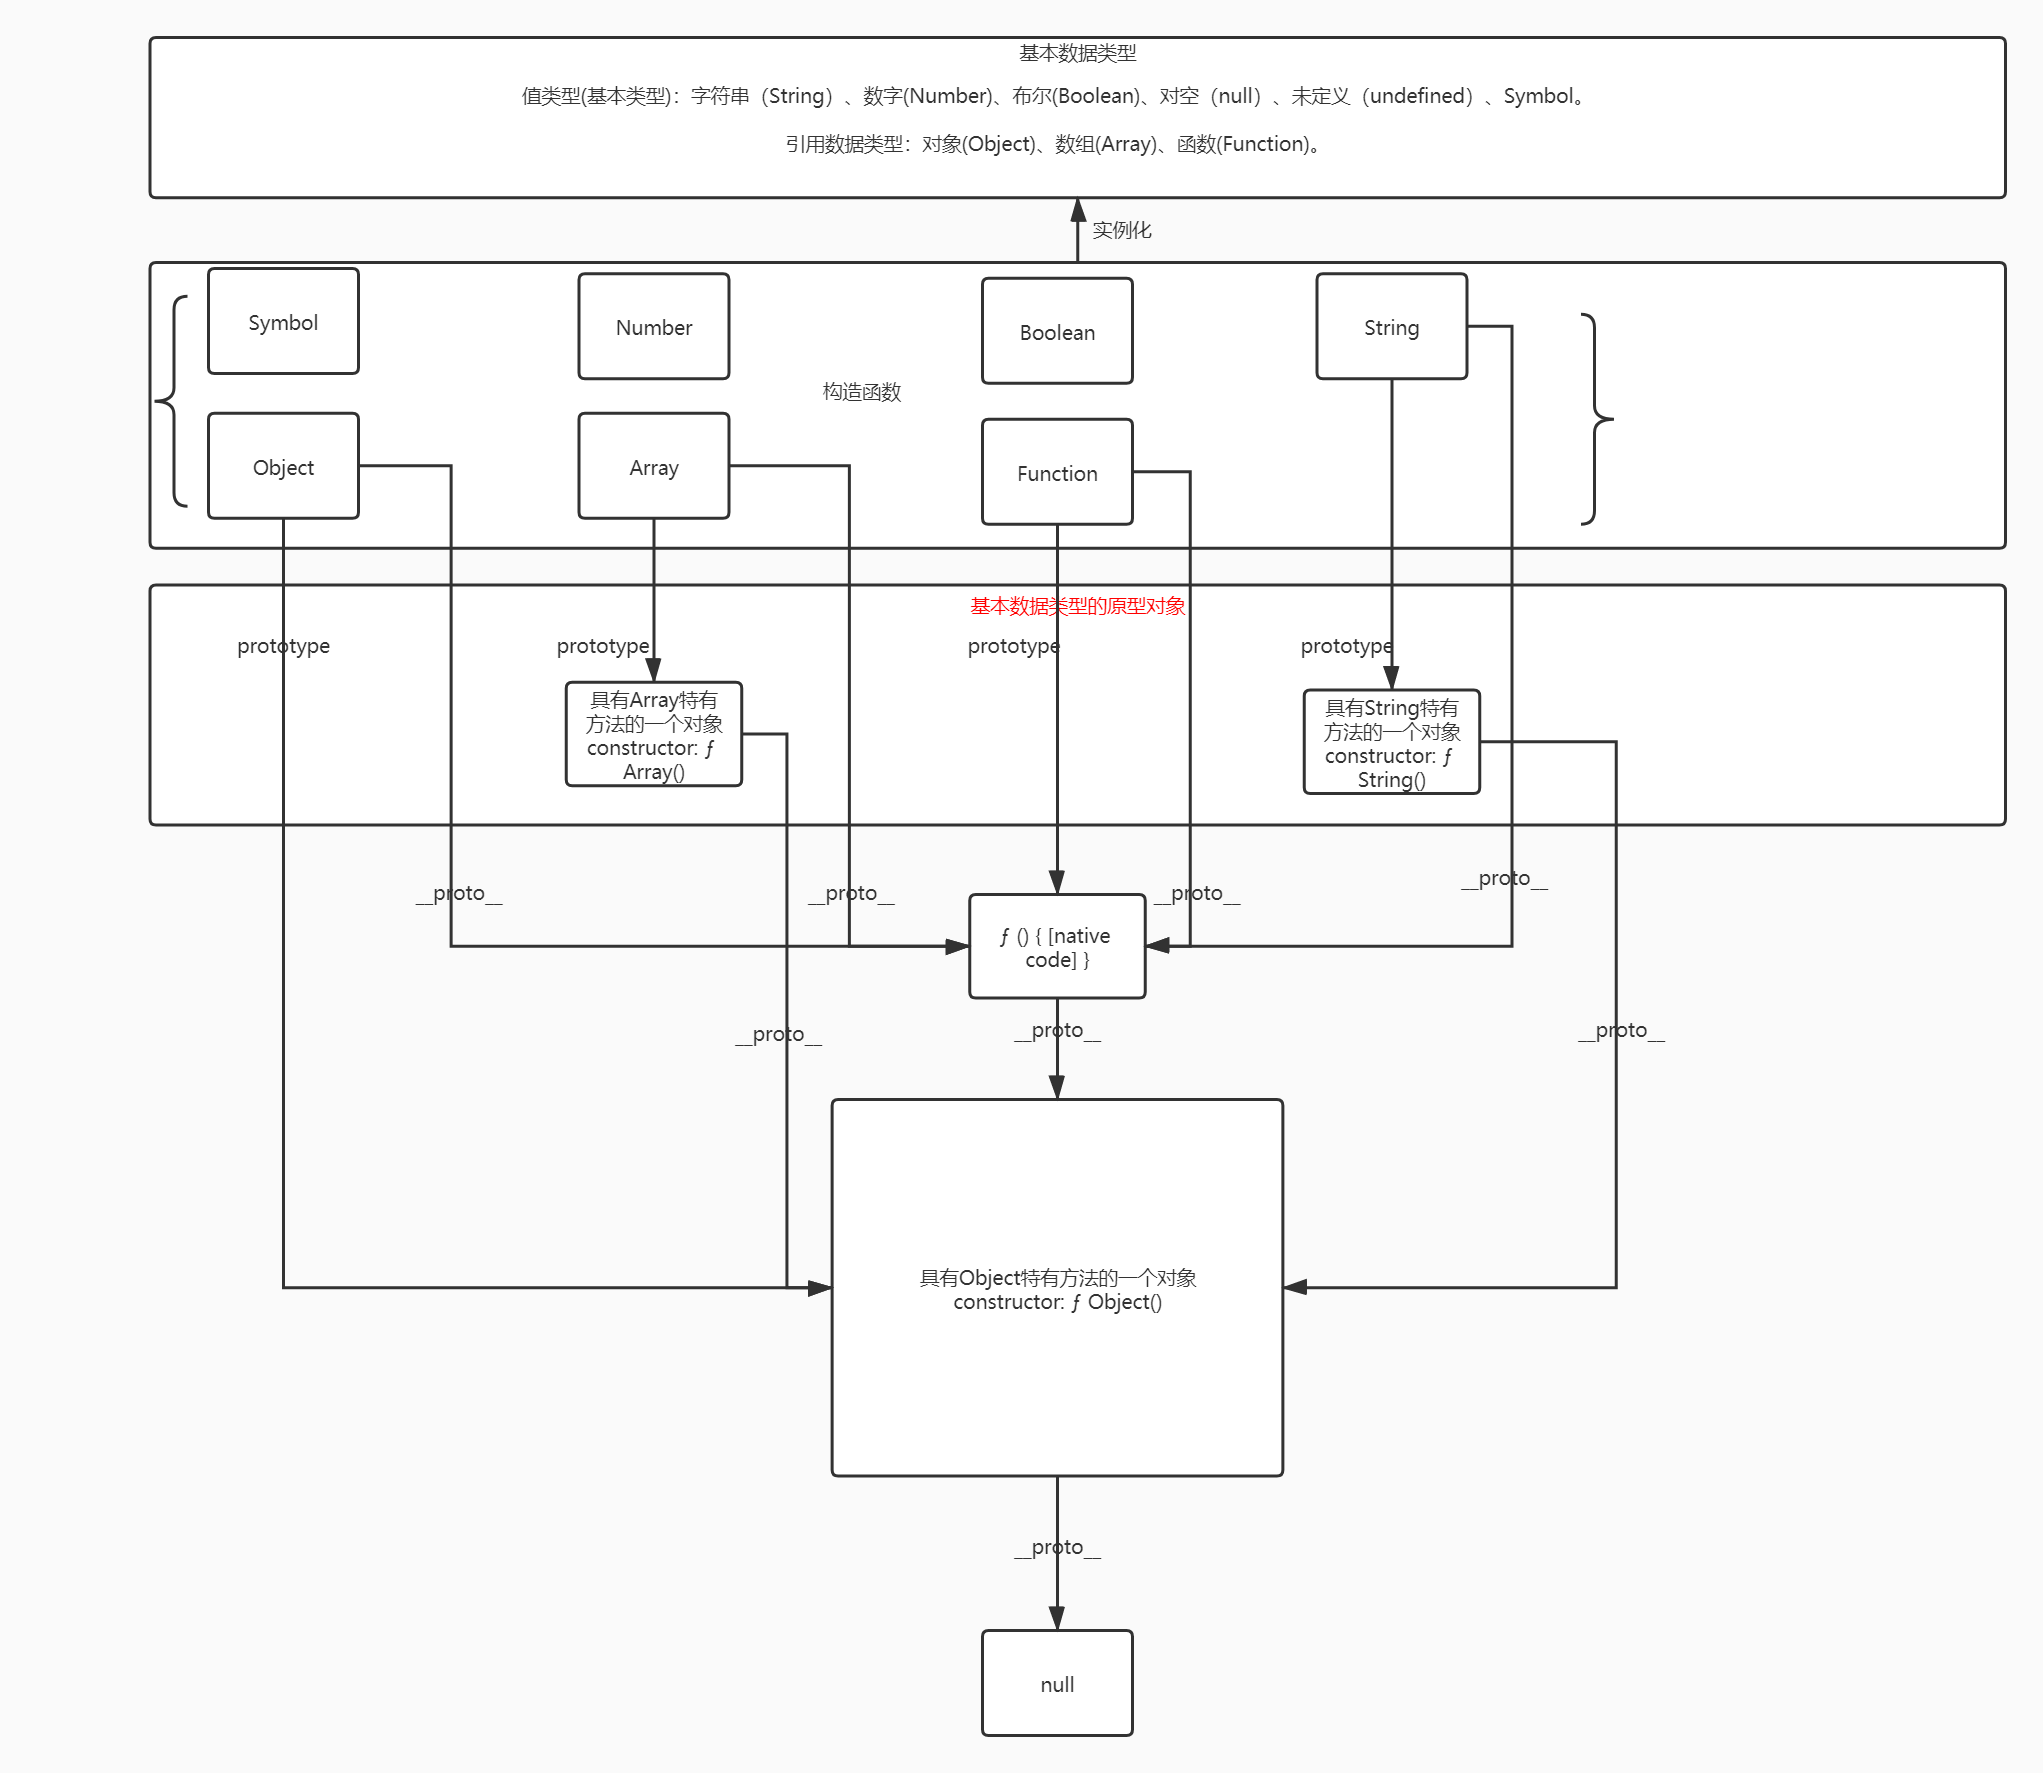 基本数据类型
值类型(基本类型)：字符串（String）、数字(Number)、布尔(Boolean)、对空（null）、未定义（undefined）、Symbol。
引用数据类型：对象(Object)、数组(Array)、函数(Function)。
实例化
Symbol
Number
Boolean
String
构造函数
Object
Array
Function
基本数据类型的原型对象
prototype
prototype
prototype
prototype
具有Array特有
方法的一个对象
constructor: ƒ
Array()
具有String特有
方法的一个对象
constructor: ƒ
String()
__proto__
__proto__
__proto__
__proto__
ƒ () { [native
code] }
__proto__
__proto__
__proto__
具有Object特有方法的一个对象
constructor: ƒ Object()
__proto__
null